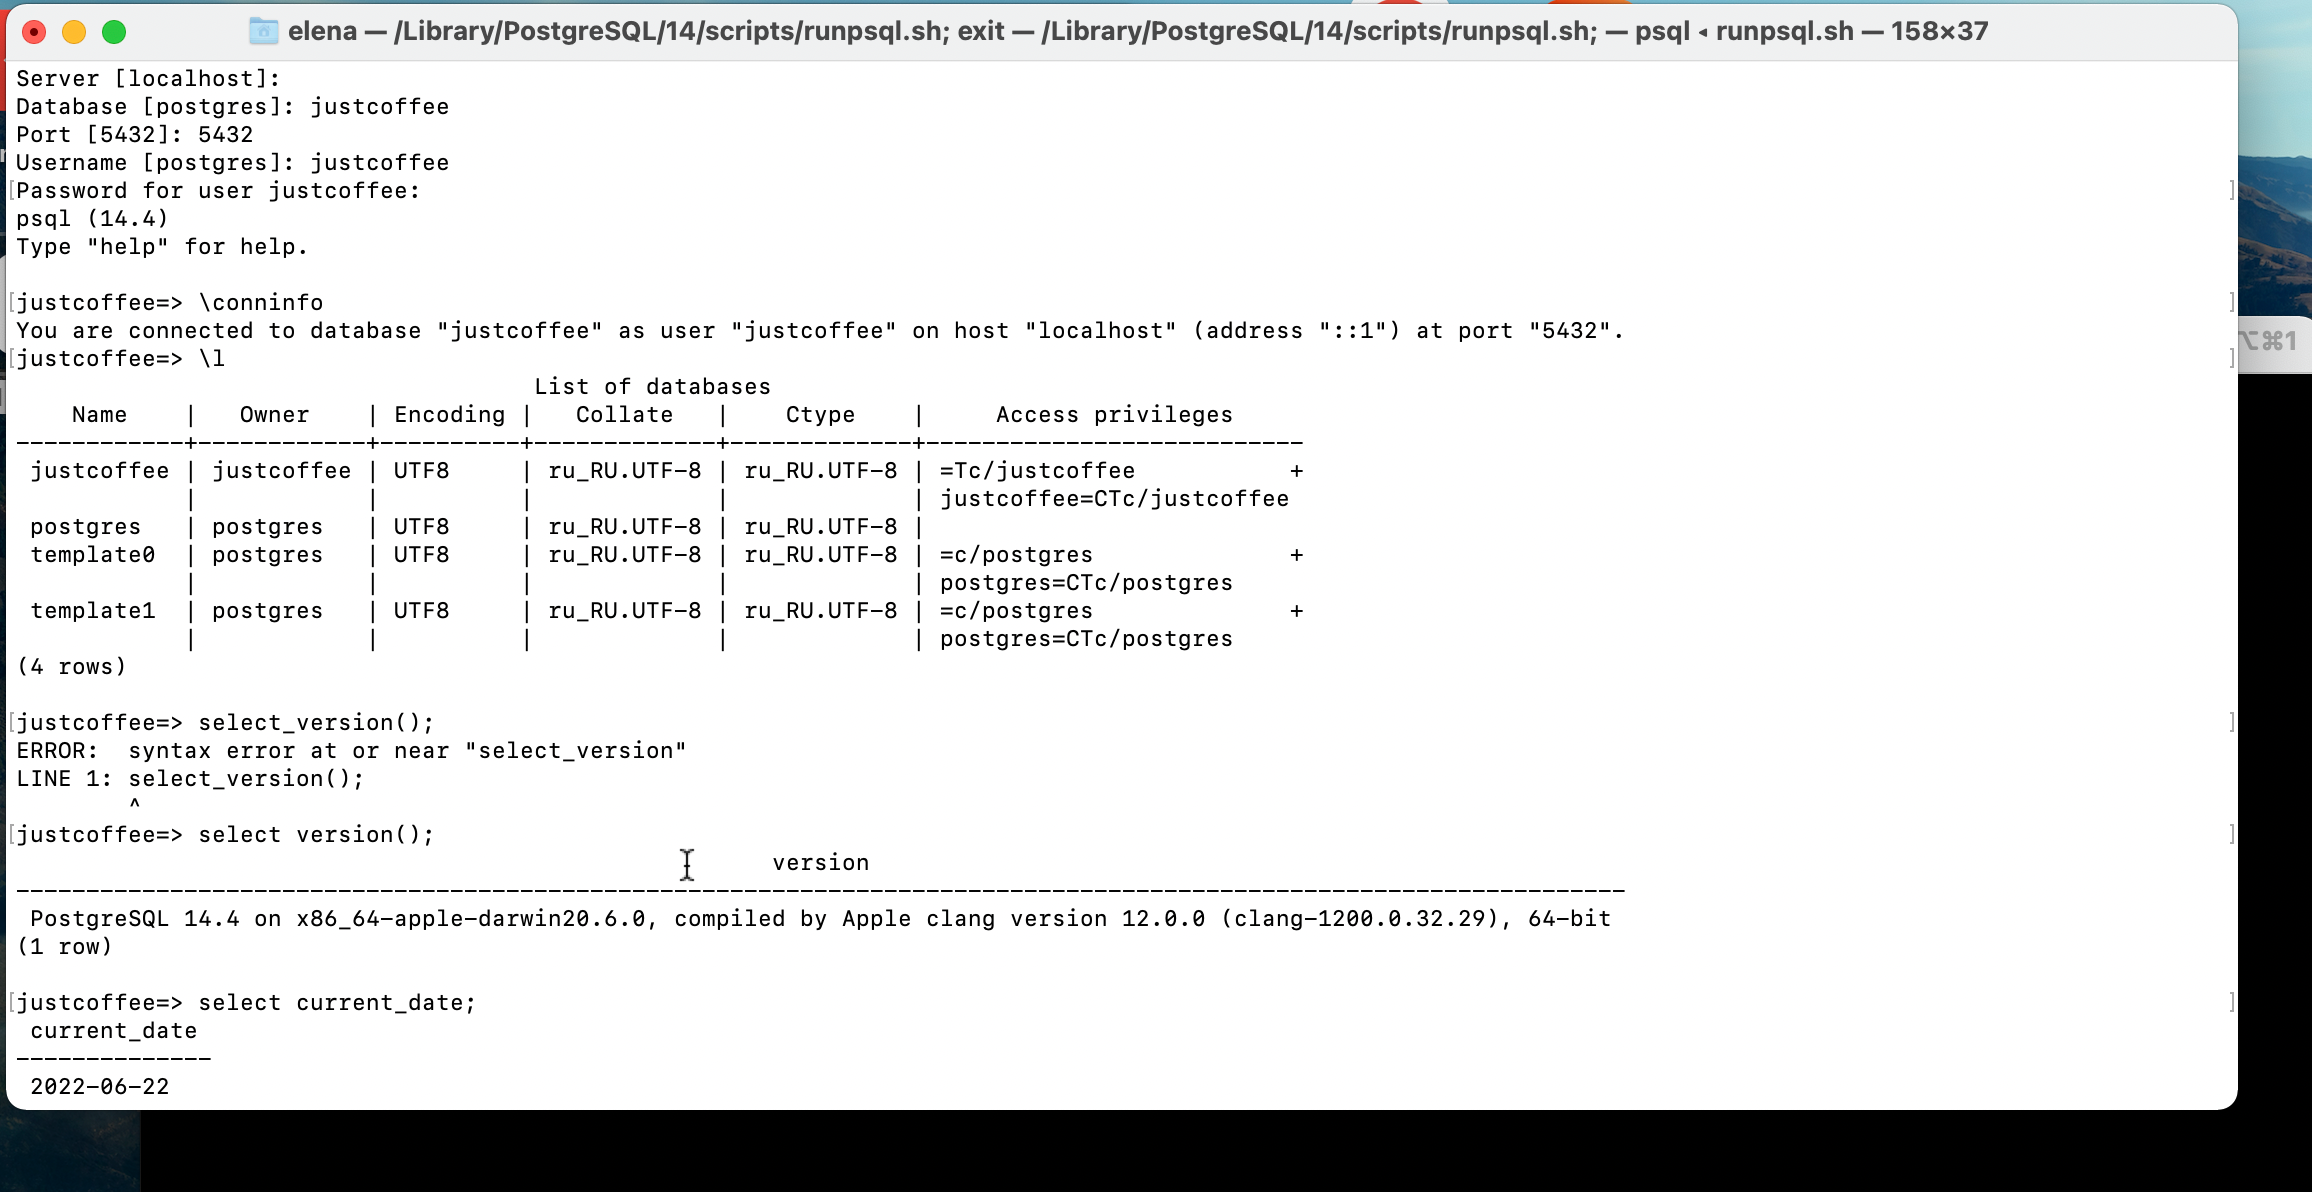 elena — /Library/PostgreSQL/14/scripts/runpsql.sh; exit — /Library/PostgreSQL/14/scripts/runpsql.sh; — psql ◂ runpsql.sh — 158×37
Server [localhost]:
Database [postgres]: justcoffee
Port [5432]: 5432
Username [postgres]: justcoffee
[Password for user justcoffee: ]
psql (14.4)
Type "help" for help.
[justcoffee=> \conninfo ]
You are connected to database "justcoffee" as user "justcoffee" on host "localhost" (address "::1") at port "5432".
⌥⌘1
[justcoffee=> \l ]
List of databases
Name | Owner | Encoding | Collate | Ctype | Access privileges
------------+------------+----------+-------------+-------------+---------------------------
justcoffee | justcoffee | UTF8 | ru_RU.UTF-8 | ru_RU.UTF-8 | =Tc/justcoffee +
| | | | | justcoffee=CTc/justcoffee
postgres | postgres | UTF8 | ru_RU.UTF-8 | ru_RU.UTF-8 |
template0 | postgres | UTF8 | ru_RU.UTF-8 | ru_RU.UTF-8 | =c/postgres +
| | | | | postgres=CTc/postgres
template1 | postgres | UTF8 | ru_RU.UTF-8 | ru_RU.UTF-8 | =c/postgres +
| | | | | postgres=CTc/postgres
(4 rows)
[justcoffee=> select_version(); ]
ERROR:  syntax error at or near "select_version"
LINE 1: select_version();
^
[justcoffee=> select version(); ]
version
-------------------------------------------------------------------------------------------------------------------
PostgreSQL 14.4 on x86_64-apple-darwin20.6.0, compiled by Apple clang version 12.0.0 (clang-1200.0.32.29), 64-bit
(1 row)
[justcoffee=> select current_date; ]
current_date
--------------
2022-06-22